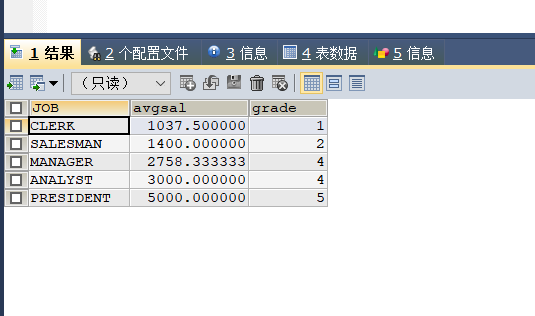 1 结果 2 个配置文件 3 信息 4 表数据 5 信息
（只读）
JOB avgsal grade
CLERK 1037.500000 1
SALESMAN 1400.000000 2
MANAGER 2758.333333 4
ANALYST 3000.000000 4
PRESIDENT 5000.000000 5